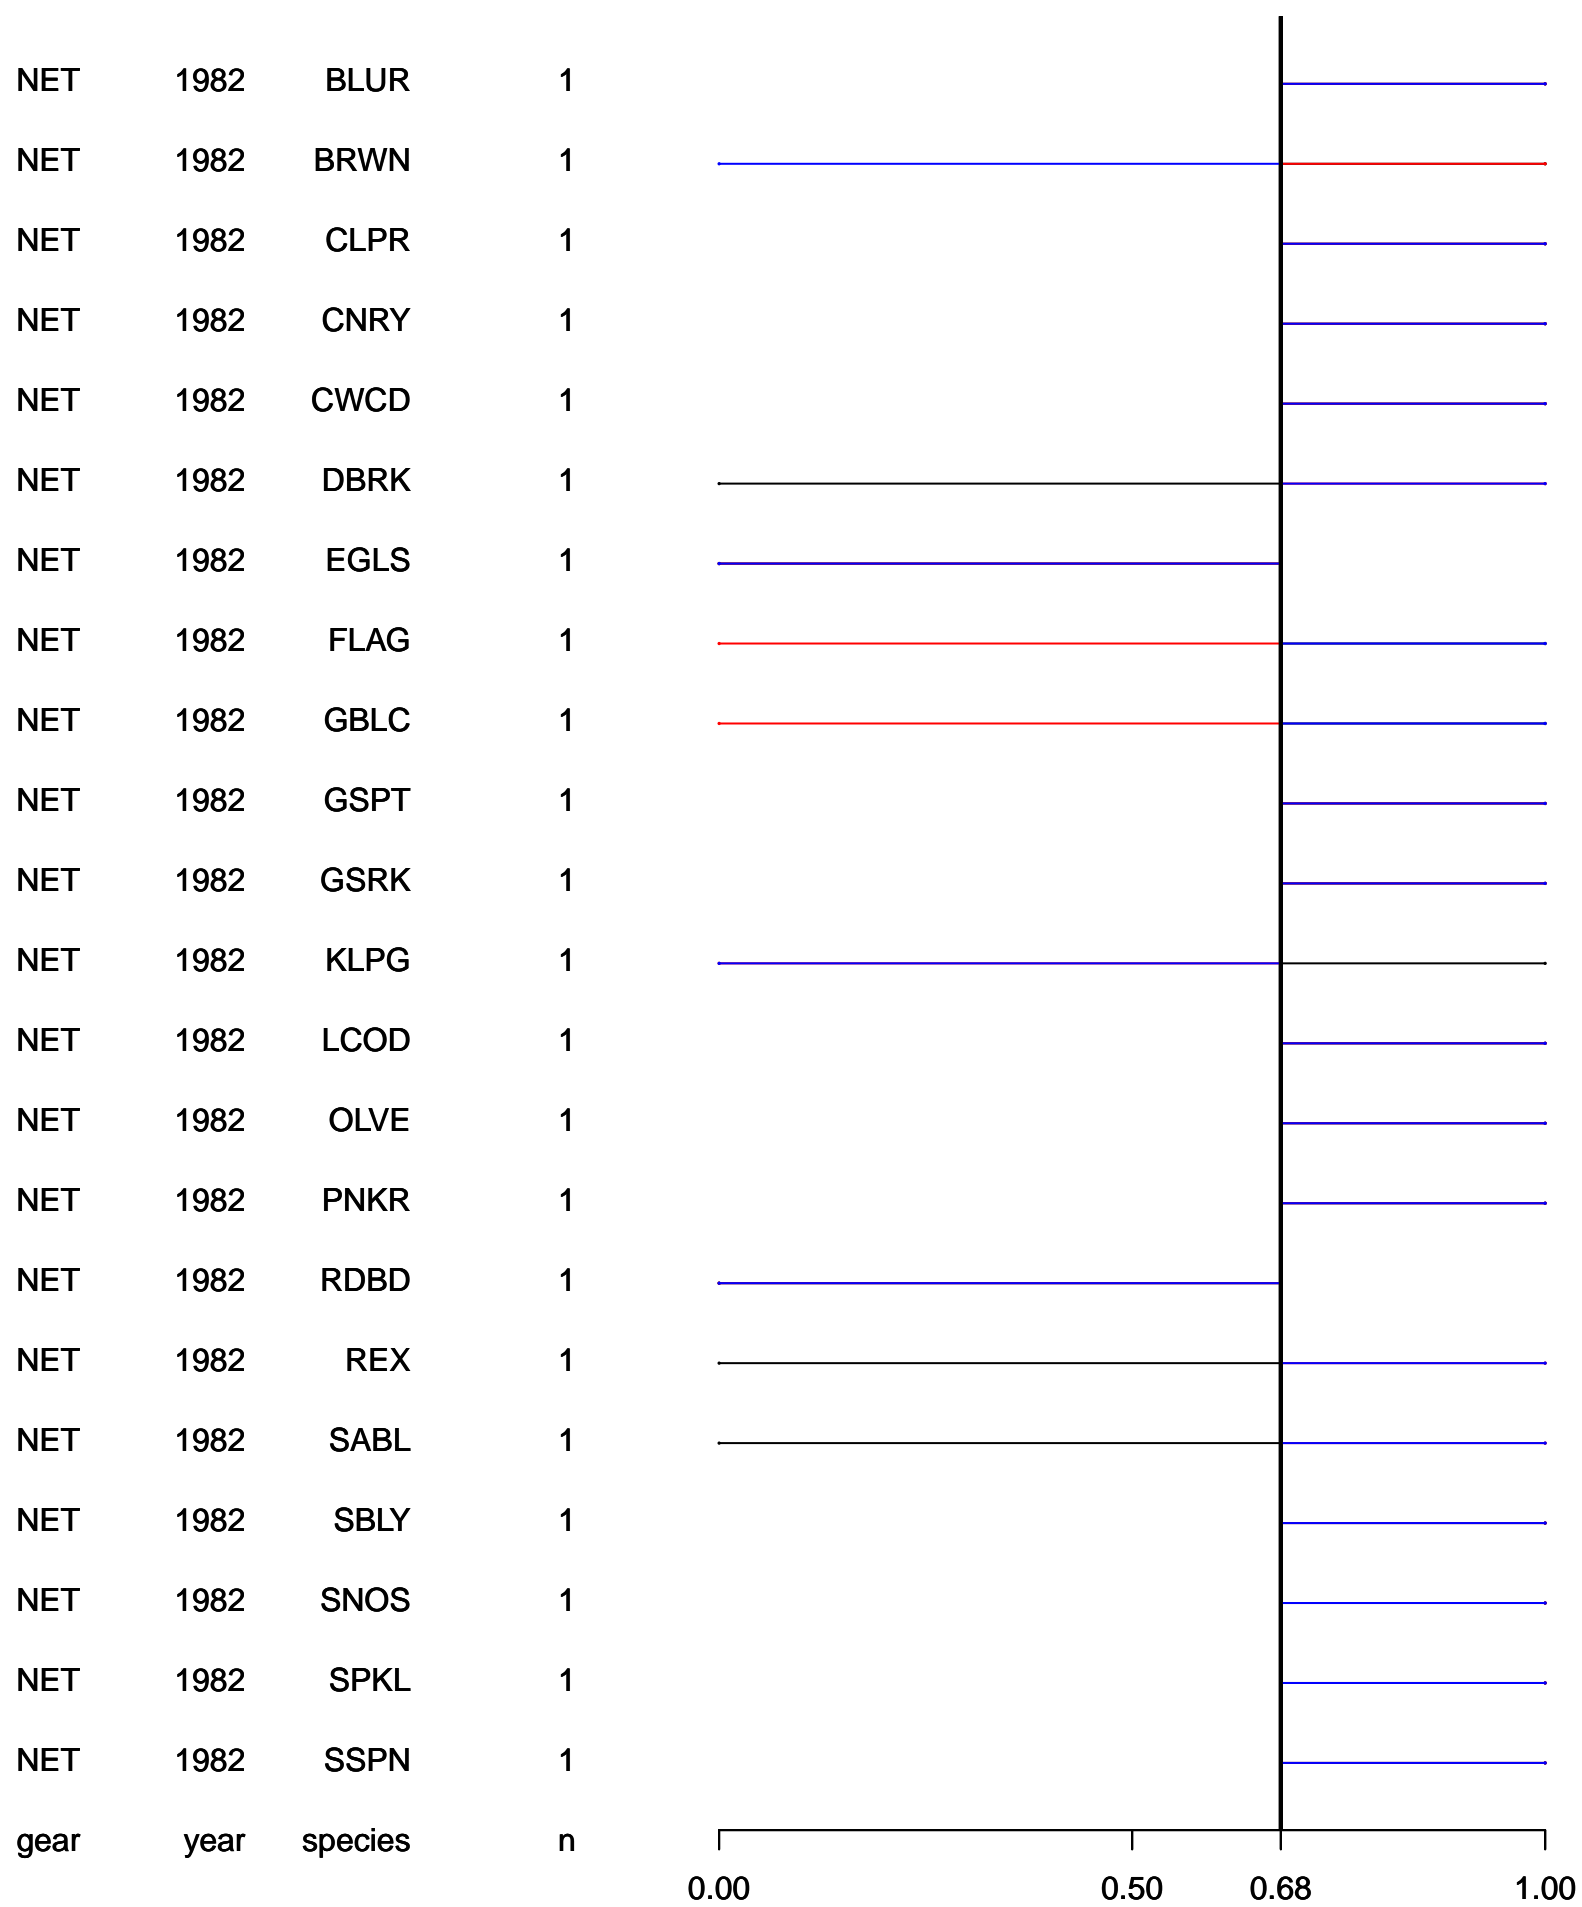 NET 1982 BLUR 1
NET 1982 BRWN 1
NET 1982 CLPR 1
NET 1982 CNRY 1
NET 1982 CWCD 1
NET 1982 DBRK 1
NET 1982 EGLS 1
NET 1982 FLAG 1
NET 1982 GBLC 1
NET 1982 GSPT 1
NET 1982 GSRK 1
NET 1982 KLPG 1
NET 1982 LCOD 1
NET 1982 OLVE 1
NET 1982 PNKR 1
NET 1982 RDBD 1
NET 1982 REX 1
NET 1982 SABL 1
NET 1982 SBLY 1
NET 1982 SNOS 1
NET 1982 SPKL 1
NET 1982 SSPN 1
gear year species n
0.00 0.50 0.68 1.00